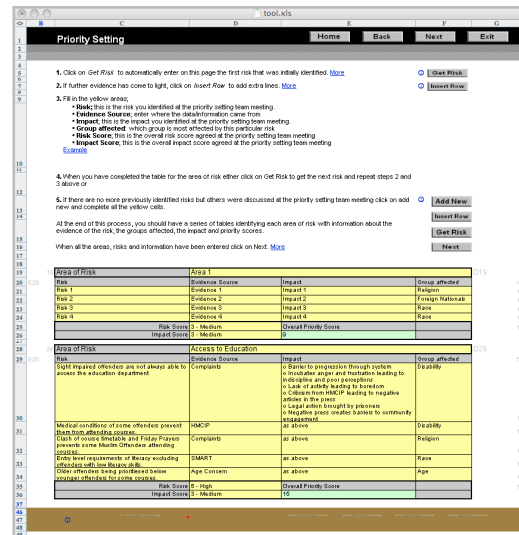 tool.xls
B C D E F G
Priority Setting Home Back Next Exit
1. Click on Get Risk to automatically enter on this page the first risk that was initially identified. More Get Risk
2. If further evidence has come to light, click on Insert Row to add extra lines. More Insert Row
3. Fill in the yellow areas;
• Risk; this is the risk you identified at the priority setting team meeting.
• Evidence Source; enter where the data/information came from
• Impact; this is the impact you identified at the priority setting team meeting.
• Group affected: which group is most affected by this particular risk
• Risk Score; this is the overall risk score agreed at the priority setting team meeting
• Impact Score; this is the overall impact score agreed at the priority setting team meeting
Example
4. When you have completed the table for the area of risk either click on Get Risk to get the next risk and repeat steps 2 and
3 above or
5. If there are no more previously identified risks but others were discussed at the priority setting team meeting click on add Add New
new and complete all the yellow cells.
Insert Row
At the end of this process, you should have a series of tables identifying each area of risk with information about the
evidence of the risk, the groups affected, the impact and priority scores. Get Risk
When all the areas, risks and information have been entered click on Next. More Next
Area of Risk Area 1
Risk Evidence Source Impact Group affected
Risk 1 Evidence 1 Impact 1 Religion
Risk 2 Evidence 2 Impact 2 Foreign Nationali
Risk 3 Evidence 3 Impact 3 Race
Risk 4 Evidence 4 Impact 4 Race
Risk Score 3 - Medium Overall Priority Score
Impact Score 3 - Medium 9
Area of Risk Access to Education
Risk Evidence Source Impact Group affected
Sight impaired offenders are not always able to Complaints o Barrier to progression through system Disability
access the education department o Incubates anger and frustration leading to
indiscipline and poor perceptions
o Lack of activity leading to boredom
o Criticism from HMCIP leading to negative
articles in the press
o Legal action brought by prisoners
o Negative press creates barriers to community
engagement
Medical conditions of some offenders prevent HMCIP as above Disability
them from attending courses.
Clash of course timetable and Friday Prayers Complaints as above Religion
prevents some Muslim Offenders attending
courses.
Entry level requirements of literacy excluding SMART as above Race
offenders with low literacy skills.
Older offenders being prioritiesed below Age Concern as above Age
younger offenders for some courses.
Risk Score 5 - High Overall Priority Score
Impact Score 3 - Medium 15